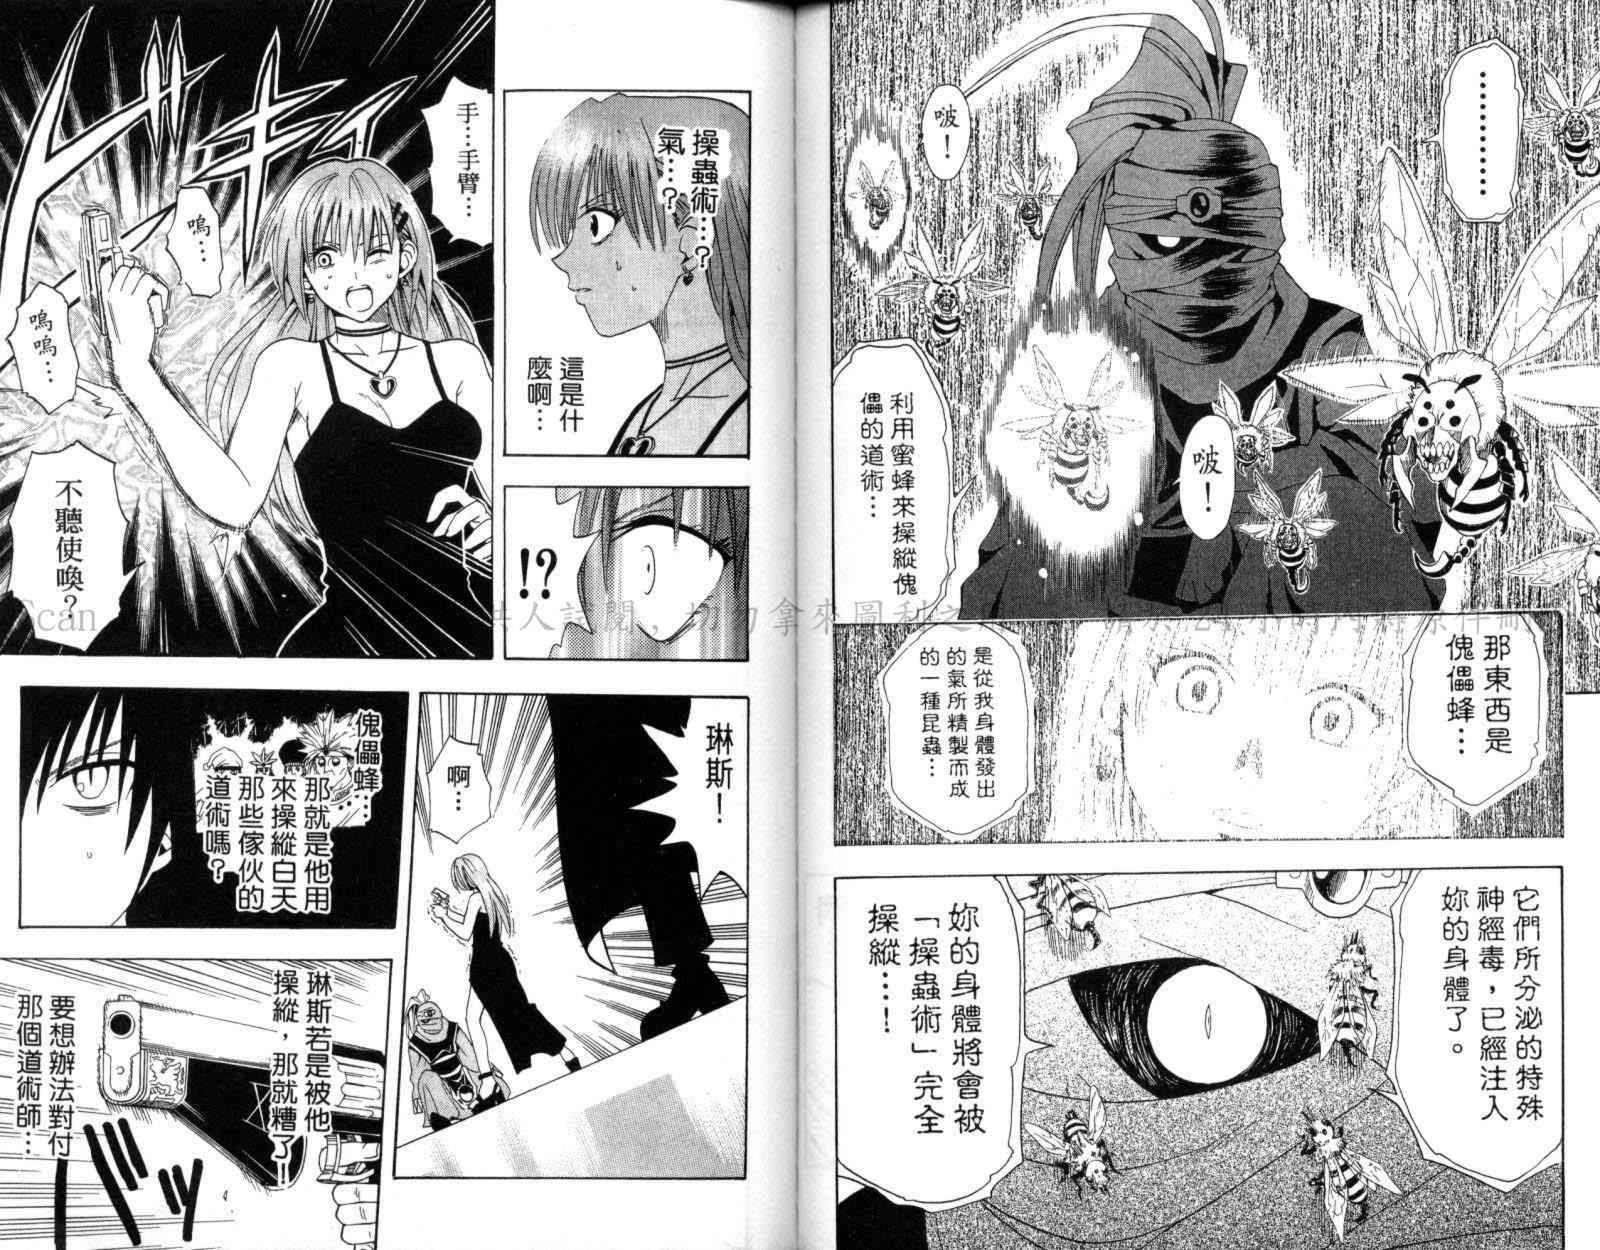 ………
啵！
啵！
利用蜜蜂來操縱傀
儡的道術…
那東西是
傀儡蜂…
是從我身體發出
的氣所精製而成
的一種昆蟲…
它們所分泌的特殊
神經毒，已經注入
妳的身體了。
妳的身體將會被
「操蟲術」完全
操縱…！
操蟲術…？
氣…？
這是什
麼啊…
!?
手…手臂…
嗚…
嗚
嗚…
不聽使喚？
琳斯！
啊…
傀儡蜂…
那就是他用
來操縱白天
那些傢伙的
道術嗎？
琳斯若是被他
操縱，那就糟了！
要想辦法對付
那個道術師…